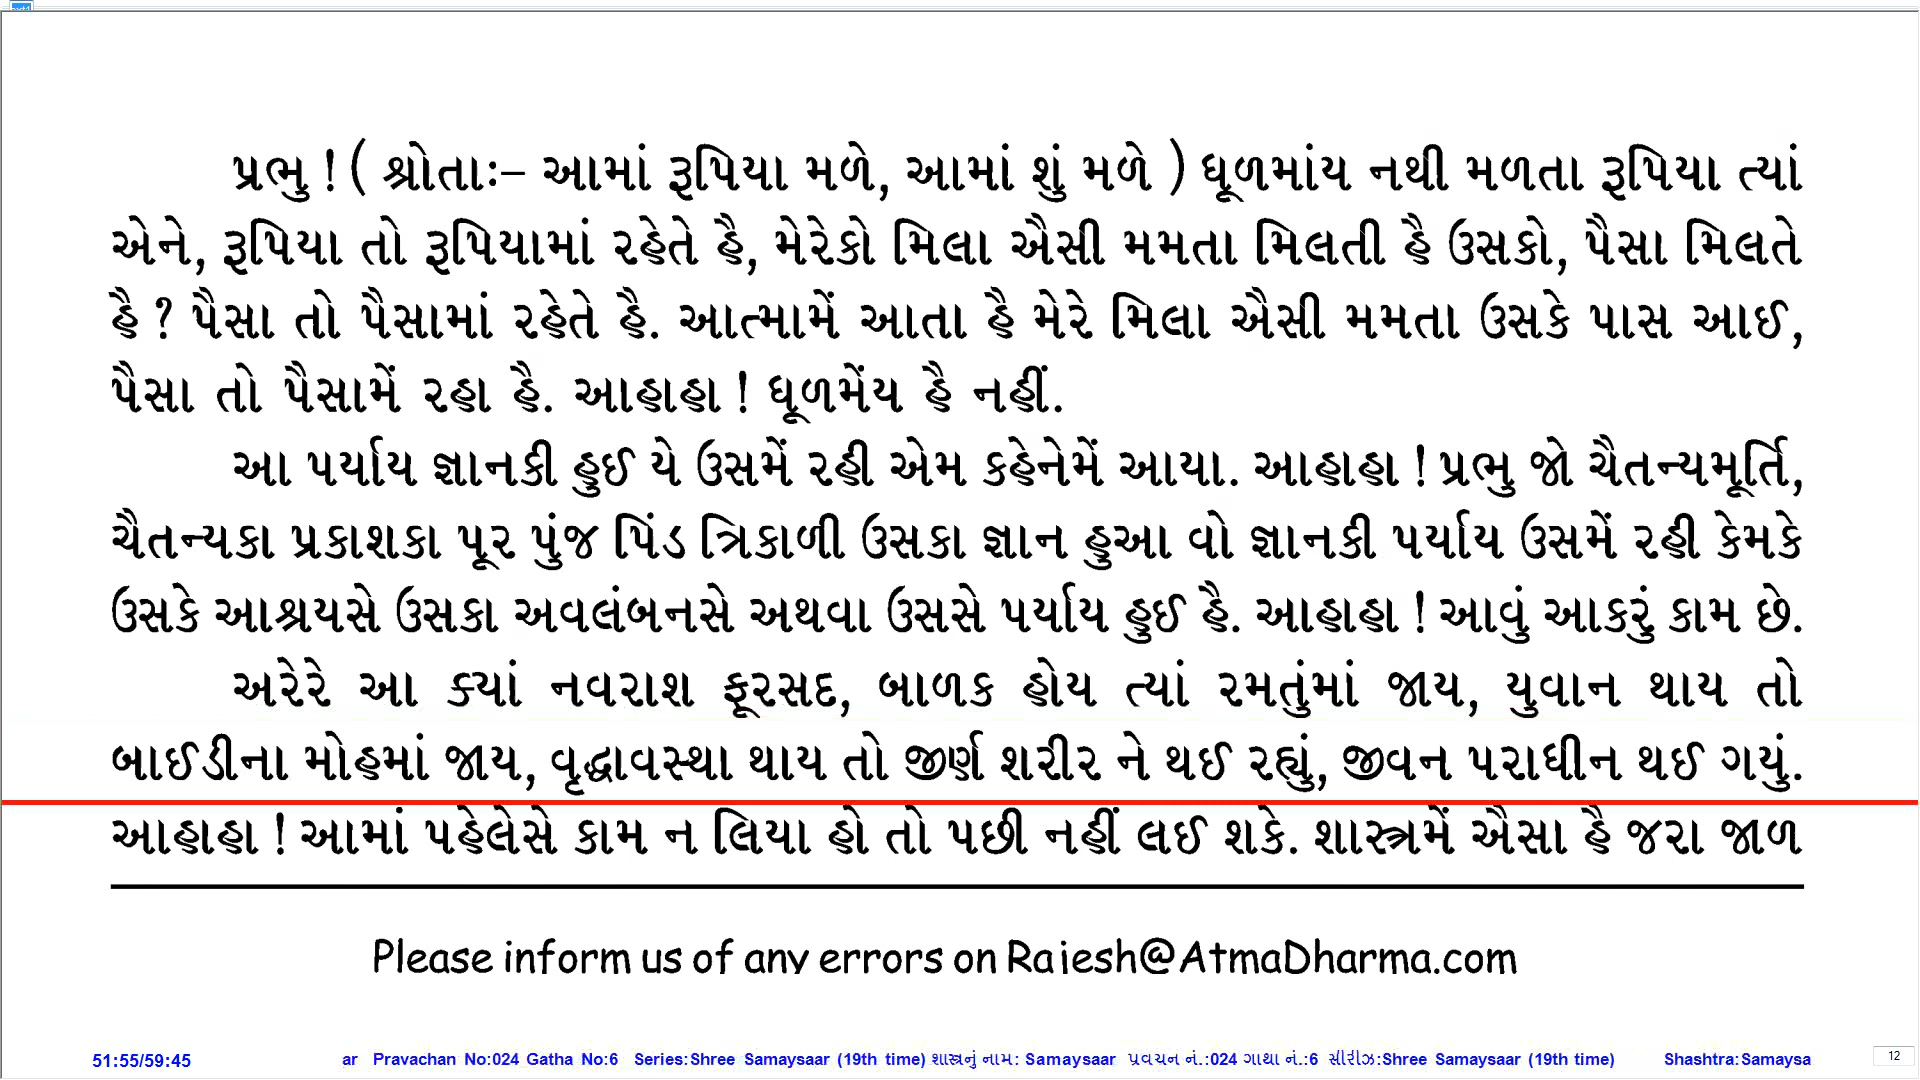 પ્રભુ ! ( શ્રોતાઃ– આમાં રૂપિયા મળે, આમાં શું મળે ) ધૂળમાંય નથી મળતા રૂપિયા ત્યાં
એને, રૂપિયા તો રૂપિયામાં રહેતે હૈ, મેરેકો મિલા ઐસી મમતા મિલતી હૈ ઉસકો, પૈસા મિલતે
હૈ ? પૈસા તો પૈસામાં રહેતે હૈ. આત્મામેં આતા હૈ મેરે મિલા ઐસી મમતા ઉસકે પાસ આઈ,
પૈસા તો પૈસામેં રહા હૈ. આહાહા ! ધૂળમેંય હૈ નહીં.
આ પર્યાય જ્ઞાનકી હુઈ યે ઉસમેં રહી એમ કહેનેમેં આયા. આહાહા ! પ્રભુ જો ચૈતન્યમૂર્તિ,
ચૈતન્યકા પ્રકાશકા પૂર પુંજ પિંડ ત્રિકાળી ઉસકા જ્ઞાન હુઆ વો જ્ઞાનકી પર્યાય ઉસમેં રહી કેમકે
ઉસકે આશ્રયસે ઉસકા અવલંબનસે અથવા ઉસસે પર્યાય હુઈ હૈ. આહાહા ! આવું આકરું કામ છે.
અરેરે આ ક્યાં નવરાશ ફૂરસદ, બાળક હોય ત્યાં રમતુંમાં જાય, યુવાન થાય તો
બાઈડીના મોહમાં જાય, વૃદ્ધાવસ્થા થાય તો જીર્ણ શરીર ને થઈ રહ્યું, જીવન પરાધીન થઈ ગયું.
આહાહા ! આમાં પહેલેસે કામ ન લિયા હો તો પછી નહીં લઈ શકે. શાસ્ત્રમેં ઐસા હૈ જરા જાળ
Please inform us of any errors on Rajesh@AtmaDharma.com
51:55/59:45 ar Pravachan No:024 Gatha No:6 Series:Shree Samaysaar (19th time) શાસ્ત્રનું નામ: Samaysaar પ્રવચન નં.:024 ગાથા નં.:6 સીરીઝ:Shree Samaysaar (19th time) Shashtra:Samaysa 12